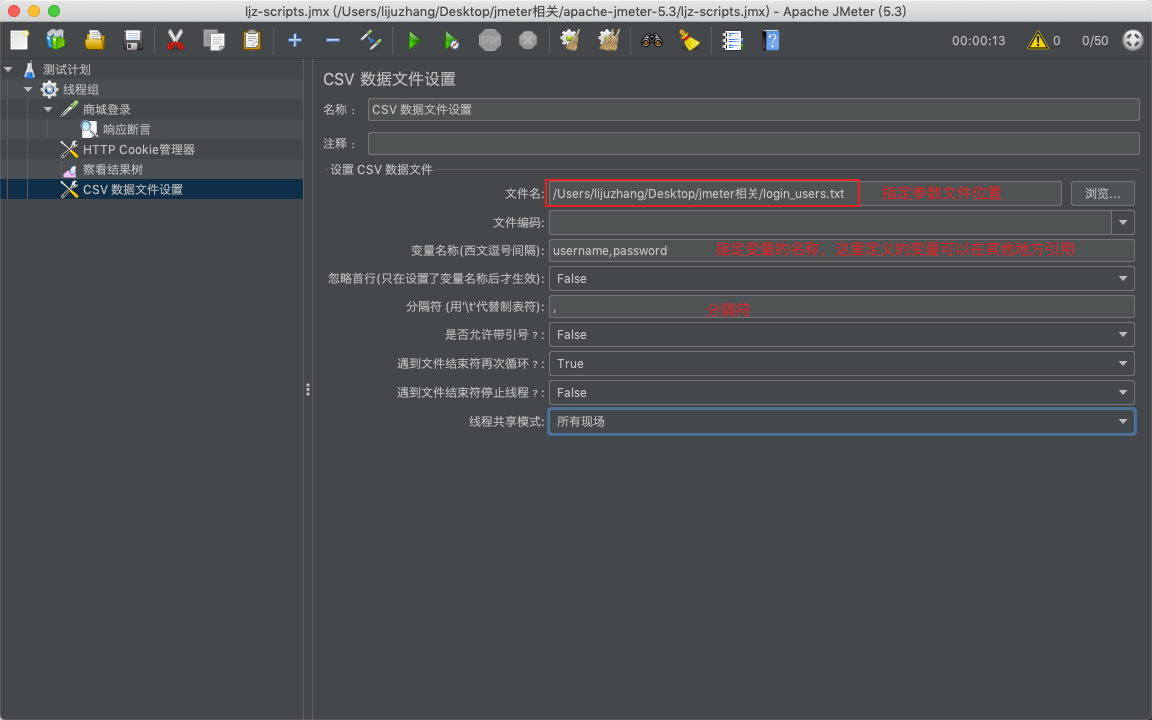 ljz-scripts.jmx (/Users/lijuzhang/Desktop/jmeter相关/apache-jmeter-5.3/ljz-scripts.jmx) - Apache JMeter (5.3)
STOP
00:00:13
0
0/50
测试计划
线程组
商城登录
响应断言
HTTP Cookie管理器
察看结果树
CSV 数据文件设置
CSV 数据文件设置
名称：
CSV 数据文件设置
注释：
设置 CSV 数据文件
文件名:
/Users/lijuzhang/Desktop/jmeter相关/login_users.txt
指定参数文件位置
浏览...
文件编码:
变量名称(西文逗号间隔):
username,password
指定变量的名称，这里定义的变量可以在其他地方引用
忽略首行(只在设置了变量名称后才生效):
False
分隔符 (用'\t'代替制表符):
,
分隔符
是否允许带引号？:
False
遇到文件结束符再次循环？:
True
遇到文件结束符停止线程？:
False
线程共享模式:
所有现场